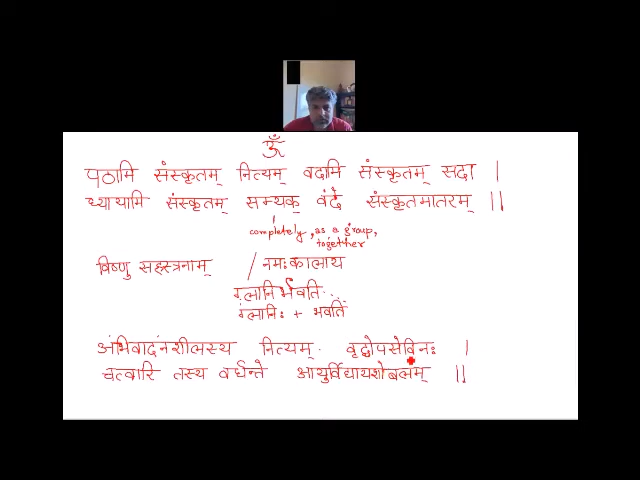 ॐ
पठामि संस्कृतम् नित्यम् वदामि संस्कृतम् सदा ।
ध्यायामि संस्कृतम् सम्यक् वंदे संस्कृतमातरम् ।।
completely, as a group,
together
विष्णु सहस्त्रनाम् / नमःकालाय
ग्लानिर्भवति...
ग्लानिः + भवति
अभिवादनशीलस्य नित्यम् वृद्धोपसेविनः ।
चत्वारि तस्य वर्धन्ते आयुर्विद्यायशोबलम् ।।